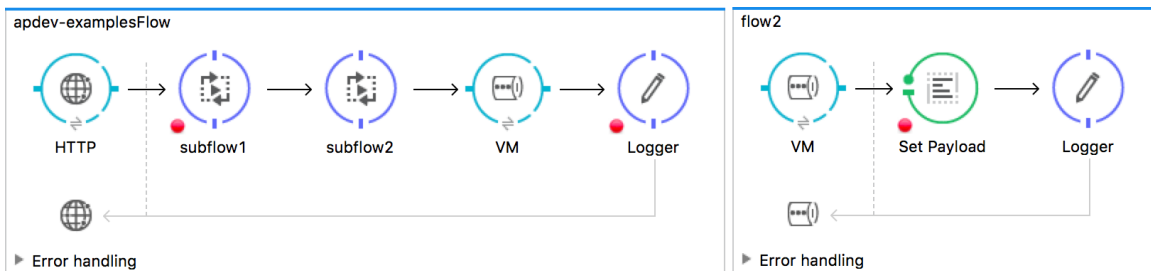 apdev-examplesFlow
HTTP
subflow1
subflow2
VM
Logger
Error handling
flow2
VM
Set Payload
Logger
Error handling